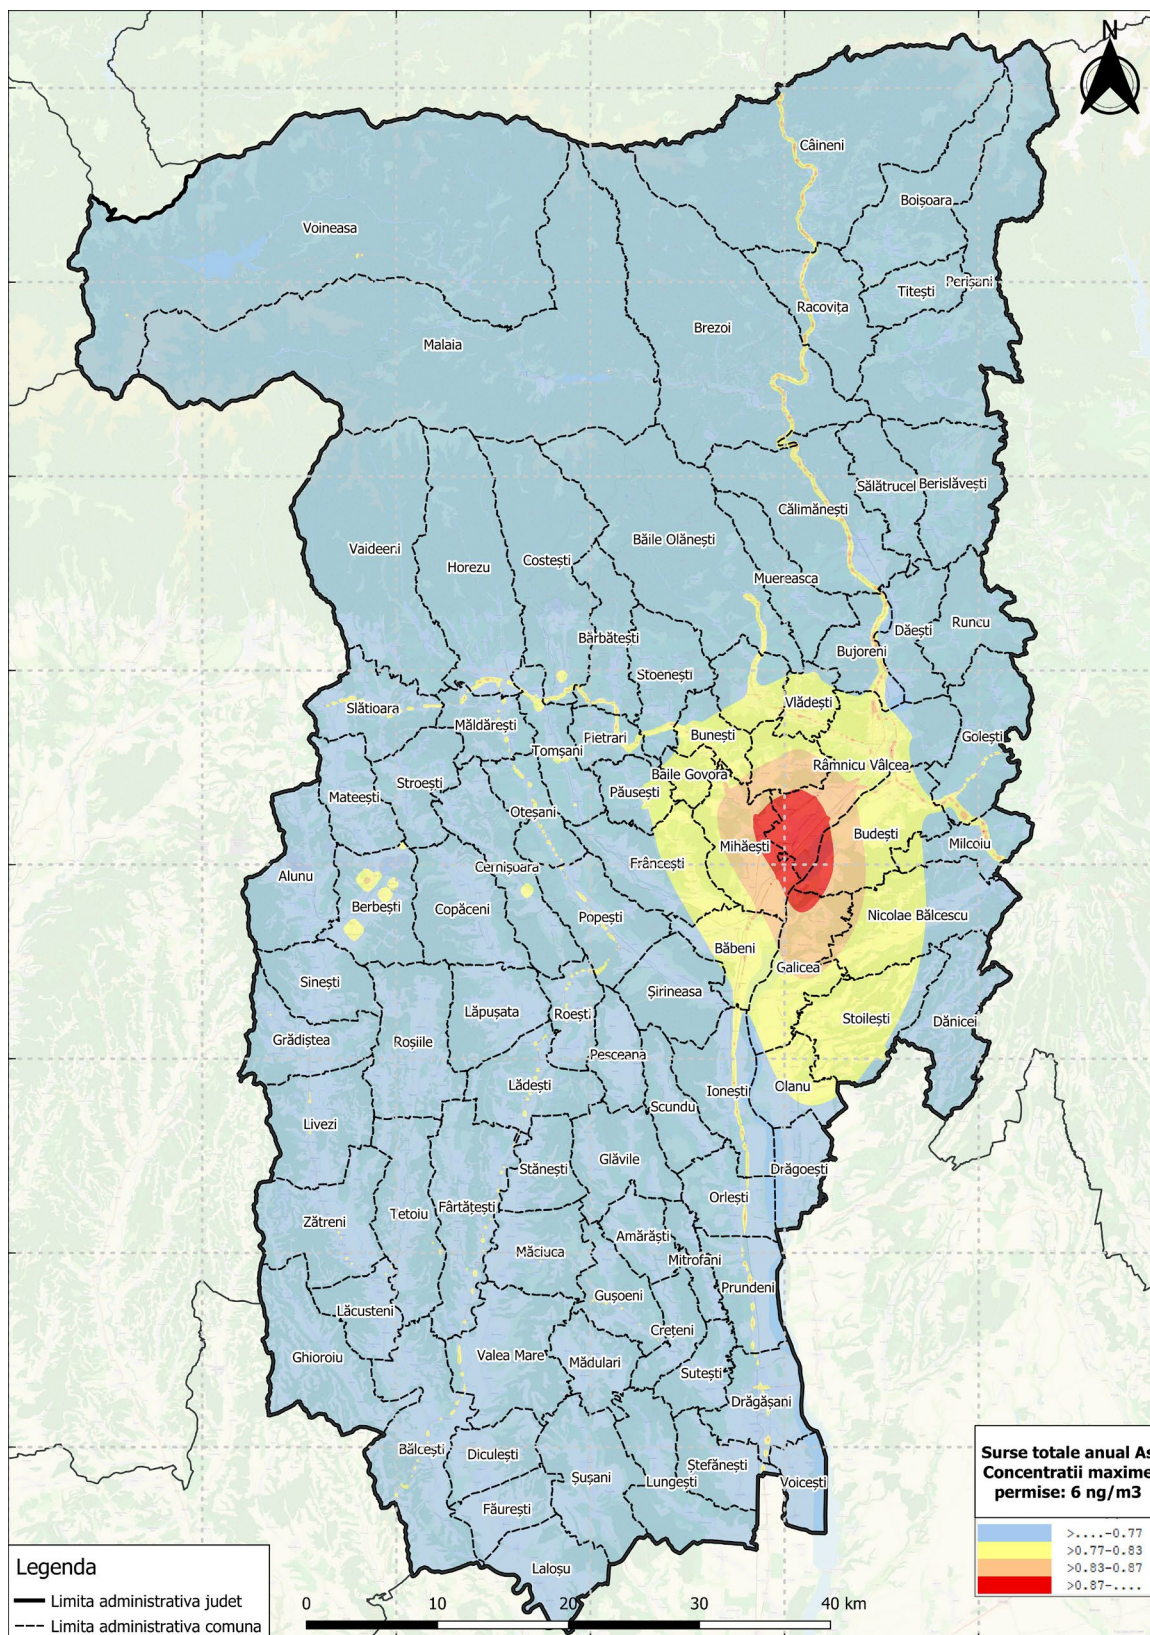 N
Câineni
Boișoara
Voineasa
Titești
Perișani
Racovița
Brezoi
Malaia
Sălătrucel
Berislăvești
Călimănești
Băile Olănești
Vaideeni
Costești
Horezu
Muereasca
Runcu
Dăești
Bărbătești
Bujoreni
Stoenești
Vlădești
Slătioara
Măldărești
Bunești
Pietrari
Golești
Tomșani
Râmnicu Vâlcea
Băile Govora
Stroești
Păusești
Mateești
Oteșani
Budești
Milcoiu
Mihăești
Frâncești
Cernișoara
Alunu
Berbești
Copăceni
Popești
Nicolae Bălcescu
Băbeni
Galicea
Sinești
Șirineasa
Lăpușata
Roești
Stoilești
Dănicei
Grădiștea
Roșiile
Pesceana
Lădești
Olanu
Ionești
Scundu
Livezi
Glăvile
Stănești
Drăgoești
Orlești
Fârtățești
Tetoiu
Zătreni
Amărăști
Măciuca
Mitrofani
Prundeni
Gușoeni
Lăcusteni
Crețeni
Ghioroiu
Valea Mare
Mădulari
Sutești
Drăgășani
Bălcești
Diculești
Ștefănești
Șușani
Lungești
Voicești
Făurești
Laloșu
Surse totale anual As
Concentratii maxime
permise: 6 ng/m3
>....-0.77
>0.77-0.83
>0.83-0.87
>0.87-....
Legenda
Limita administrativa judet
Limita administrativa comuna
0 10 20 30 40 km